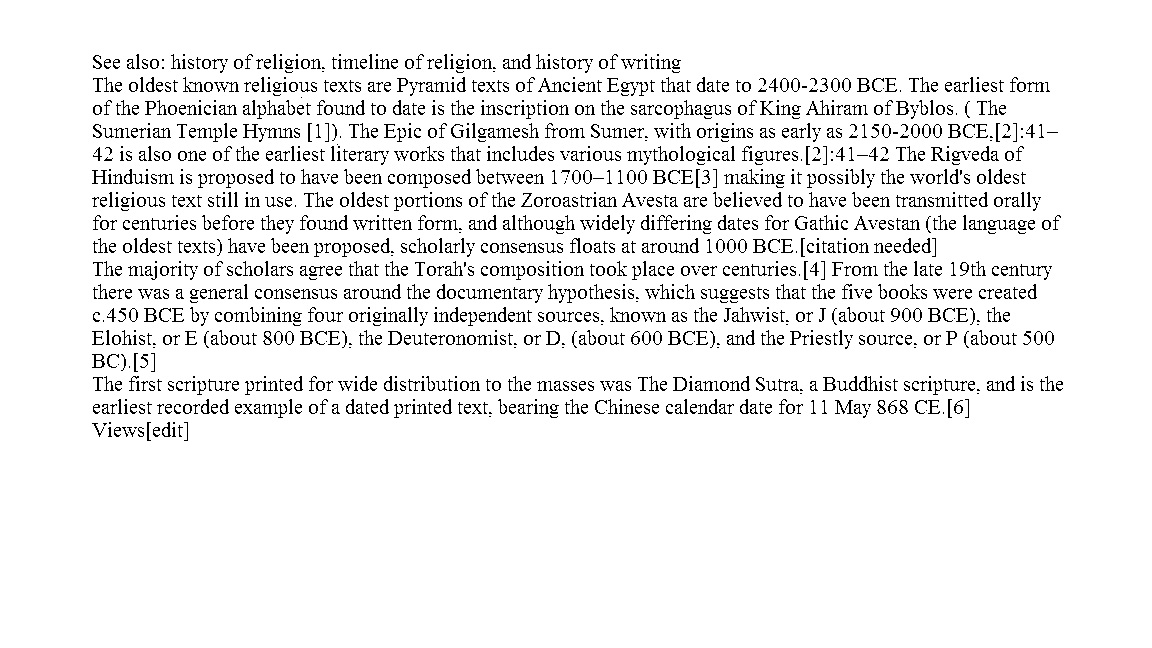 See also: history of religion, timeline of religion, and history of writing
The oldest known religious texts are Pyramid texts of Ancient Egypt that date to 2400-2300 BCE. The earliest form
of the Phoenician alphabet found to date is the inscription on the sarcophagus of King Ahiram of Byblos. ( The
Sumerian Temple Hymns [1]). The Epic of Gilgamesh from Sumer, with origins as early as 2150-2000 BCE,[2]:41–
42 is also one of the earliest literary works that includes various mythological figures.[2]:41–42 The Rigveda of
Hinduism is proposed to have been composed between 1700–1100 BCE[3] making it possibly the world's oldest
religious text still in use. The oldest portions of the Zoroastrian Avesta are believed to have been transmitted orally
for centuries before they found written form, and although widely differing dates for Gathic Avestan (the language of
the oldest texts) have been proposed, scholarly consensus floats at around 1000 BCE.[citation needed]
The majority of scholars agree that the Torah's composition took place over centuries.[4] From the late 19th century
there was a general consensus around the documentary hypothesis, which suggests that the five books were created
c.450 BCE by combining four originally independent sources, known as the Jahwist, or J (about 900 BCE), the
Elohist, or E (about 800 BCE), the Deuteronomist, or D, (about 600 BCE), and the Priestly source, or P (about 500
BC).[5]
The first scripture printed for wide distribution to the masses was The Diamond Sutra, a Buddhist scripture, and is the
earliest recorded example of a dated printed text, bearing the Chinese calendar date for 11 May 868 CE.[6]
Views[edit]